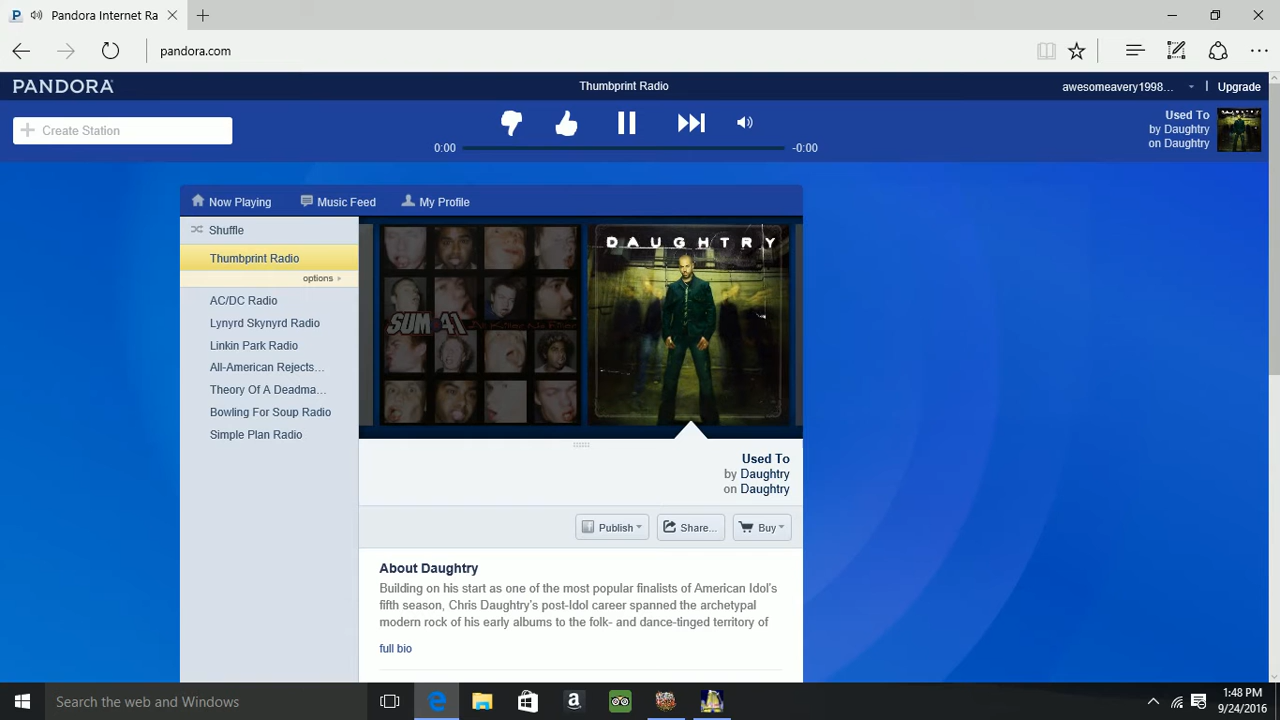 Pandora Internet Ra
pandora.com
PANDORA
Thumbprint Radio
awesomeavery1998...
Upgrade
Create Station
0:00
-0:00
Used To
by Daughtry
on Daughtry
Now Playing
Music Feed
My Profile
Shuffle
Thumbprint Radio
options
AC/DC Radio
Lynyrd Skynyrd Radio
Linkin Park Radio
All-American Rejects...
Theory Of A Deadma...
Bowling For Soup Radio
Simple Plan Radio
SUM 41
DAUGHTRY
Used To
by Daughtry
on Daughtry
Publish
Share...
Buy
About Daughtry
Building on his start as one of the most popular finalists of American Idol's
fifth season, Chris Daughtry's post-Idol career spanned the archetypal
modern rock of his early albums to the folk- and dance-tinged territory of
full bio
Search the web and Windows
1:48 PM
9/24/2016